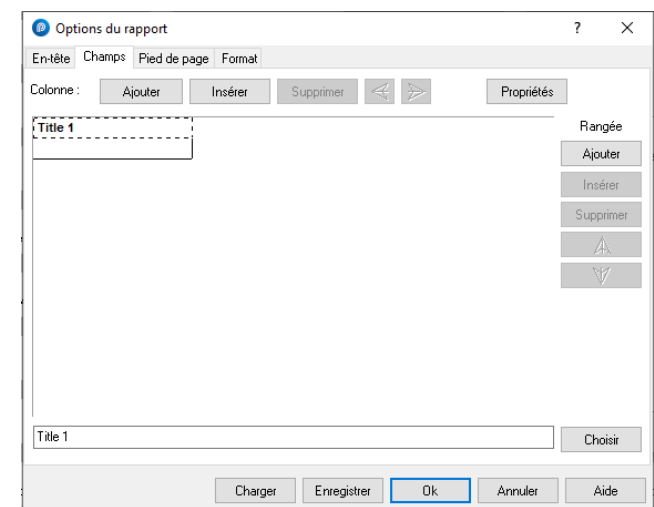 Options du rapport ? X
En-tête Champs Pied de page Format
Colonne : Ajouter Insérer Supprimer Propriétés
Title 1 Rangée
Ajouter
Insérer
Supprimer
Title 1 Choisir
Charger Enregistrer Ok Annuler Aide